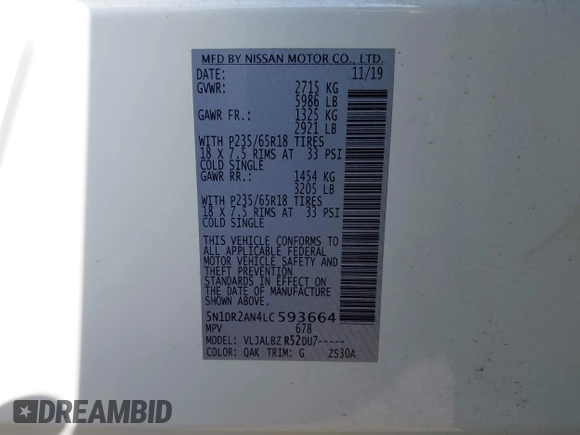 MFD BY NISSAN MOTOR CO., LTD.
DATE: 11/19
GVWR: 2715 KG
5986 LB
GAWR FR.: 1325 KG
2921 LB
WITH P235/65R18 TIRES
18 X 7.5 RIMS AT 33 PSI
COLD SINGLE
GAWR RR.: 1454 KG
3205 LB
WITH P235/65R18 TIRES
18 X 7.5 RIMS AT 33 PSI
COLD SINGLE
THIS VEHICLE CONFORMS TO
ALL APPLICABLE FEDERAL
MOTOR VEHICLE SAFETY AND
THEFT PREVENTION
STANDARDS IN EFFECT ON
THE DATE OF MANUFACTURE
SHOWN ABOVE.
5N1DR2AN4LC593664
MPV 678
MODEL: VLJALBZ R52DU7-----
COLOR: QAK TRIM: G ZS30A
DREAMBID